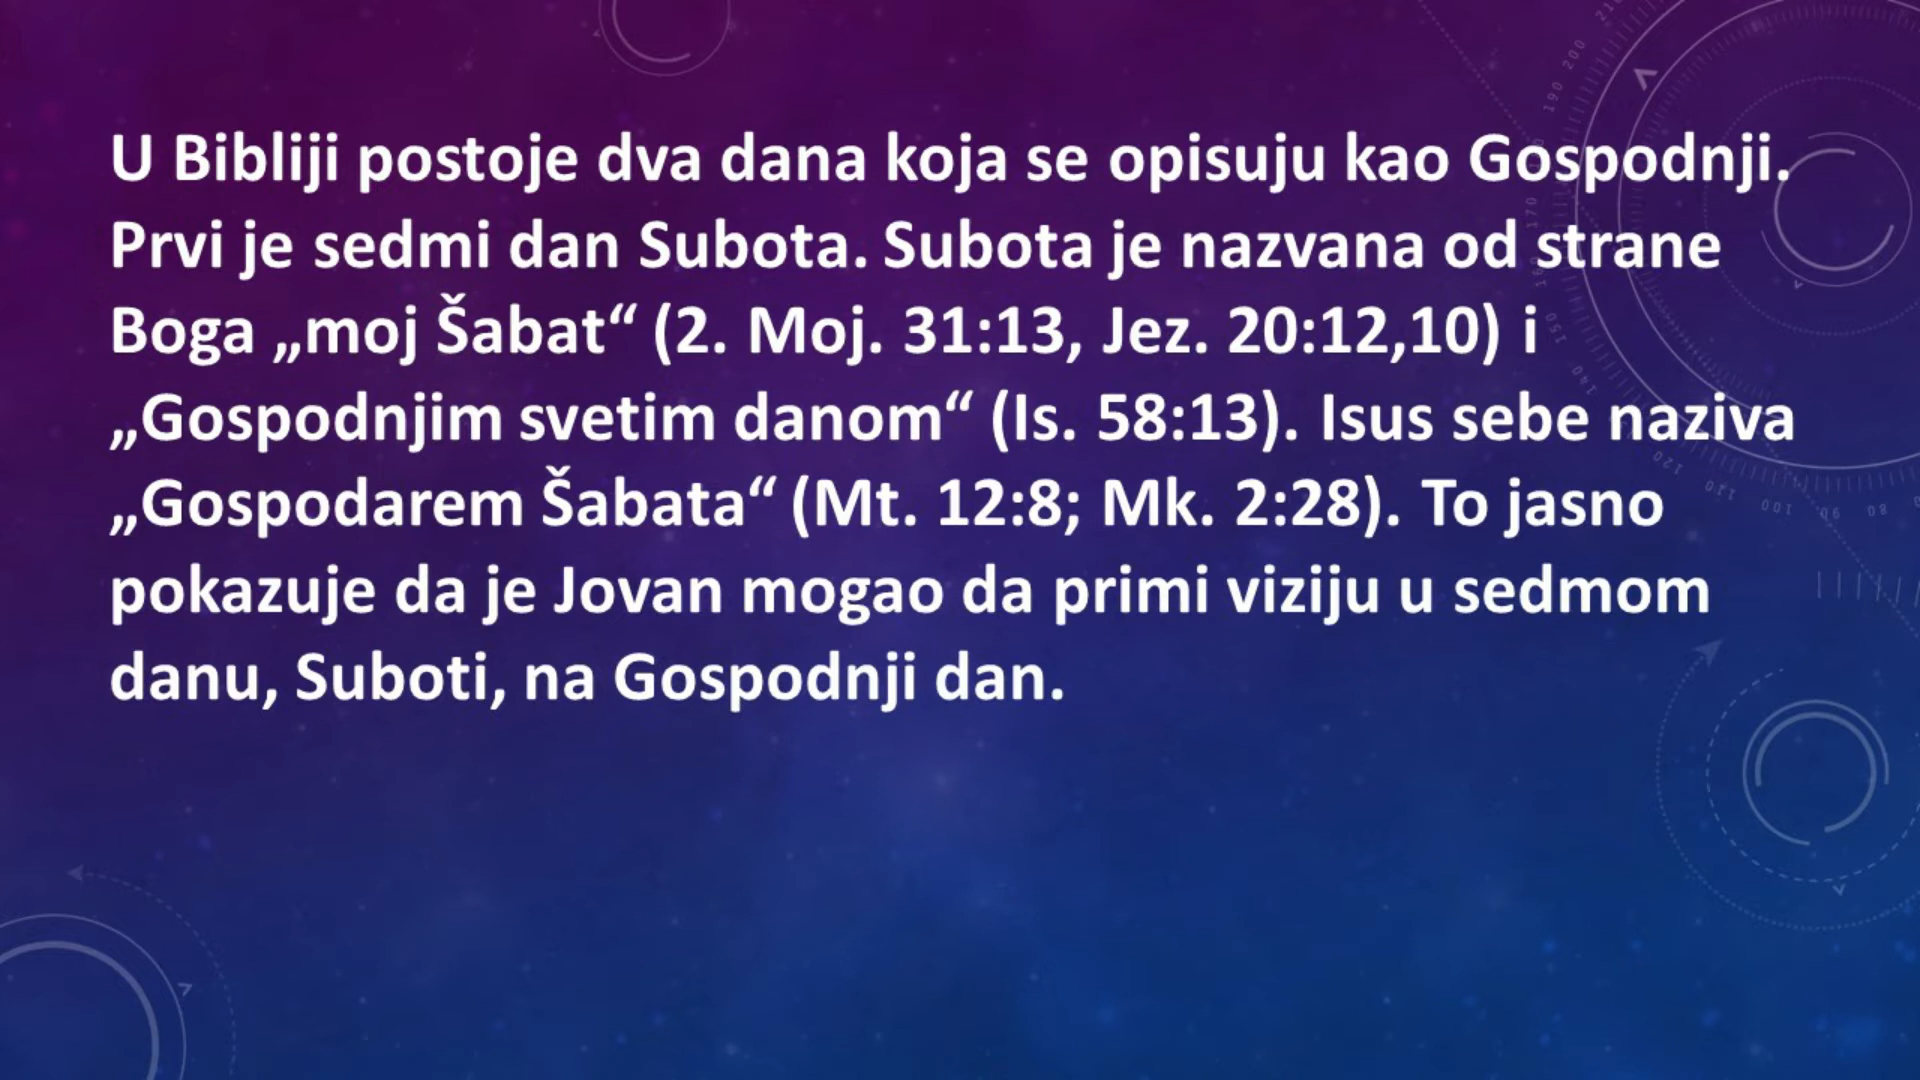 U Bibliji postoje dva dana koja se opisuju kao Gospodnji.
Prvi je sedmi dan Subota. Subota je nazvana od strane
Boga „moj Šabat“ (2. Moj. 31:13, Jez. 20:12,10) i
„Gospodnjim svetim danom“ (Is. 58:13). Isus sebe naziva
„Gospodarem Šabata“ (Mt. 12:8; Mk. 2:28). To jasno
pokazuje da je Jovan mogao da primi viziju u sedmom
danu, Suboti, na Gospodnji dan.